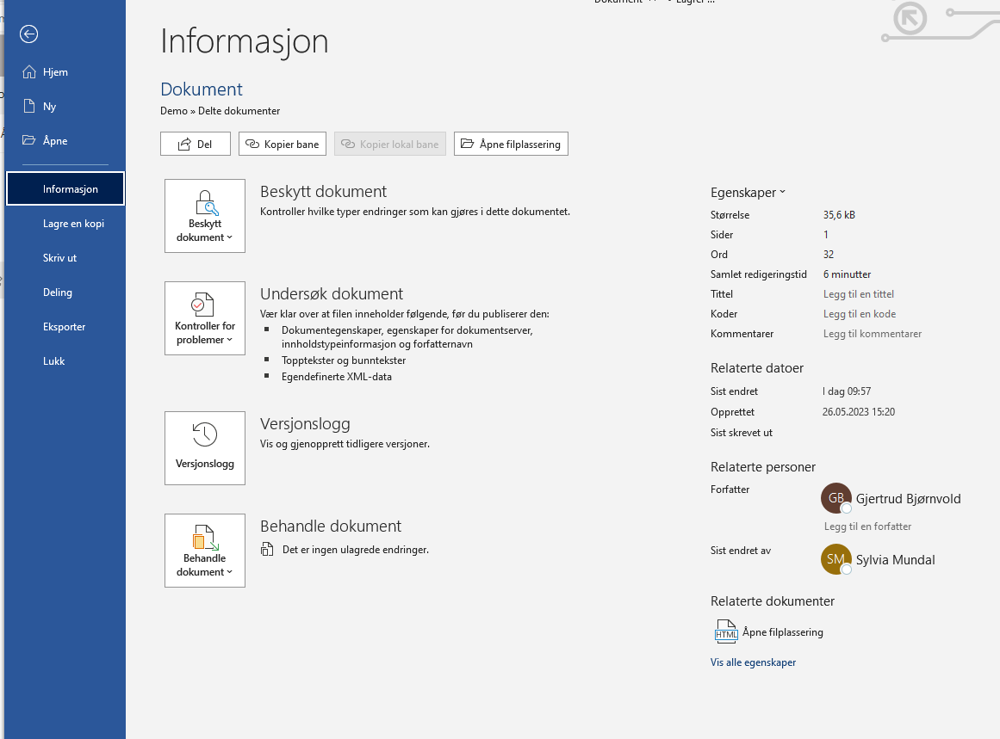 Dokument
Lagrer ...
Informasjon
Hjem
Ny
Åpne
Informasjon
Lagre en kopi
Skriv ut
Deling
Eksporter
Lukk
Dokument
Demo » Delte dokumenter
Del
Kopier bane
Kopier lokal bane
Åpne filplassering
Beskytt
dokument
Beskytt dokument
Kontroller hvilke typer endringer som kan gjøres i dette dokumentet.
Kontroller for
problemer
Undersøk dokument
Vær klar over at filen inneholder følgende, før du publiserer den:
Dokumentegenskaper, egenskaper for dokumentserver,
innholdstypeinformasjon og forfatternavn
Topptekster og bunntekster
Egendefinerte XML-data
Versjonslogg
Versjonslogg
Vis og gjenopprett tidligere versjoner.
Behandle
dokument
Behandle dokument
Det er ingen ulagrede endringer.
Egenskaper
Størrelse 35,6 kB
Sider 1
Ord 32
Samlet redigeringstid 6 minutter
Tittel Legg til en tittel
Koder Legg til en kode
Kommentarer Legg til kommentarer
Relaterte datoer
Sist endret I dag 09:57
Opprettet 26.05.2023 15:20
Sist skrevet ut
Relaterte personer
Forfatter GB Gjertrud Bjørnvold
Legg til en forfatter
Sist endret av SM Sylvia Mundal
Relaterte dokumenter
HTML Åpne filplassering
Vis alle egenskaper